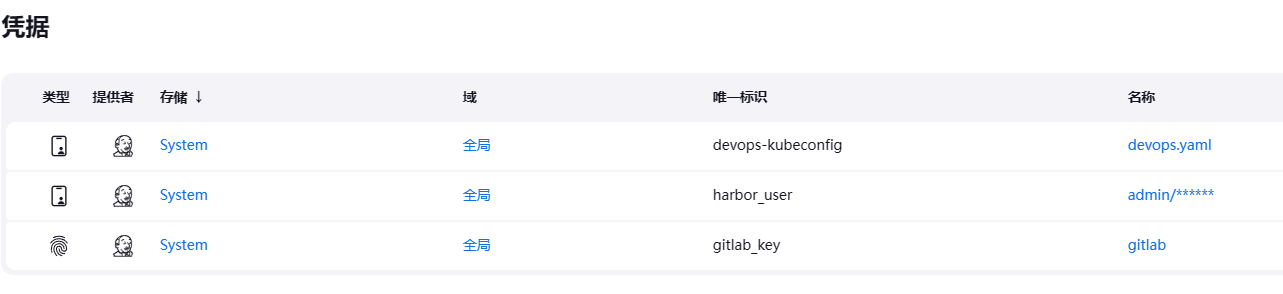 凭据
类型 提供者 存储 ↓ 域 唯一标识 名称
System 全局 devops-kubeconfig devops.yaml
System 全局 harbor_user admin/******
System 全局 gitlab_key gitlab